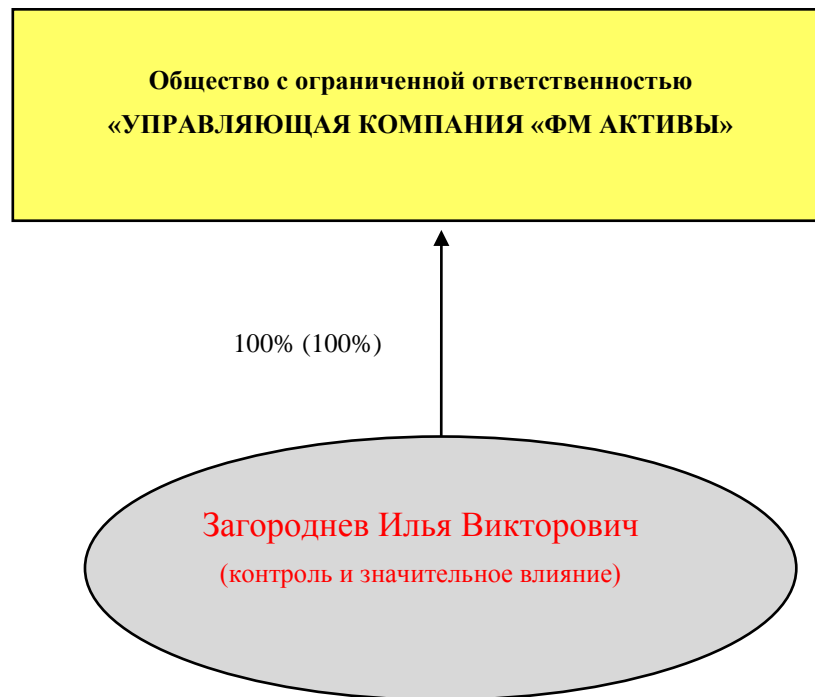 Общество с ограниченной ответственностью
«УПРАВЛЯЮЩАЯ КОМПАНИЯ «ФМ АКТИВЫ»
100% (100%)
Загороднев Илья Викторович
(контроль и значительное влияние)